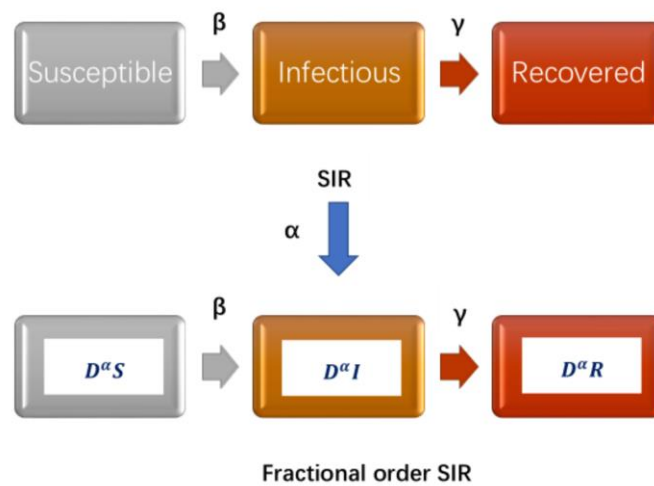 β γ
Susceptible Infectious Recovered
SIR
α
β γ
D^α S D^α I D^α R
Fractional order SIR